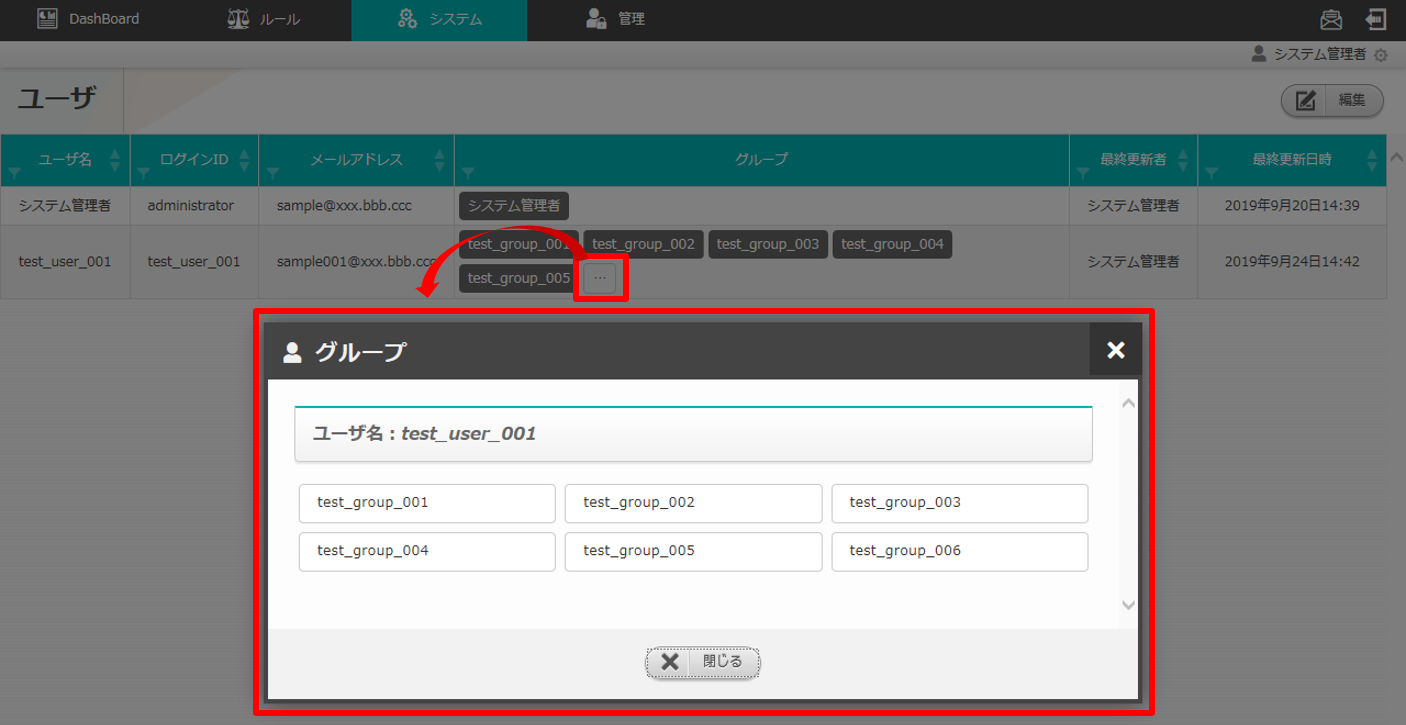 DashBoard ルール システム 管理
システム管理者
ユーザ
編集
ユーザ名 ログインID メールアドレス グループ 最終更新者 最終更新日時
システム管理者 administrator sample@xxx.bbb.ccc システム管理者 システム管理者 2019年9月20日14:39
test_group_001 test_group_002 test_group_003 test_group_004
test_user_001 test_user_001 sample001@xxx.bbb.ccc システム管理者 2019年9月24日14:42
test_group_005 ...
グループ
ユーザ名 : test_user_001
test_group_001 test_group_002 test_group_003
test_group_004 test_group_005 test_group_006
閉じる